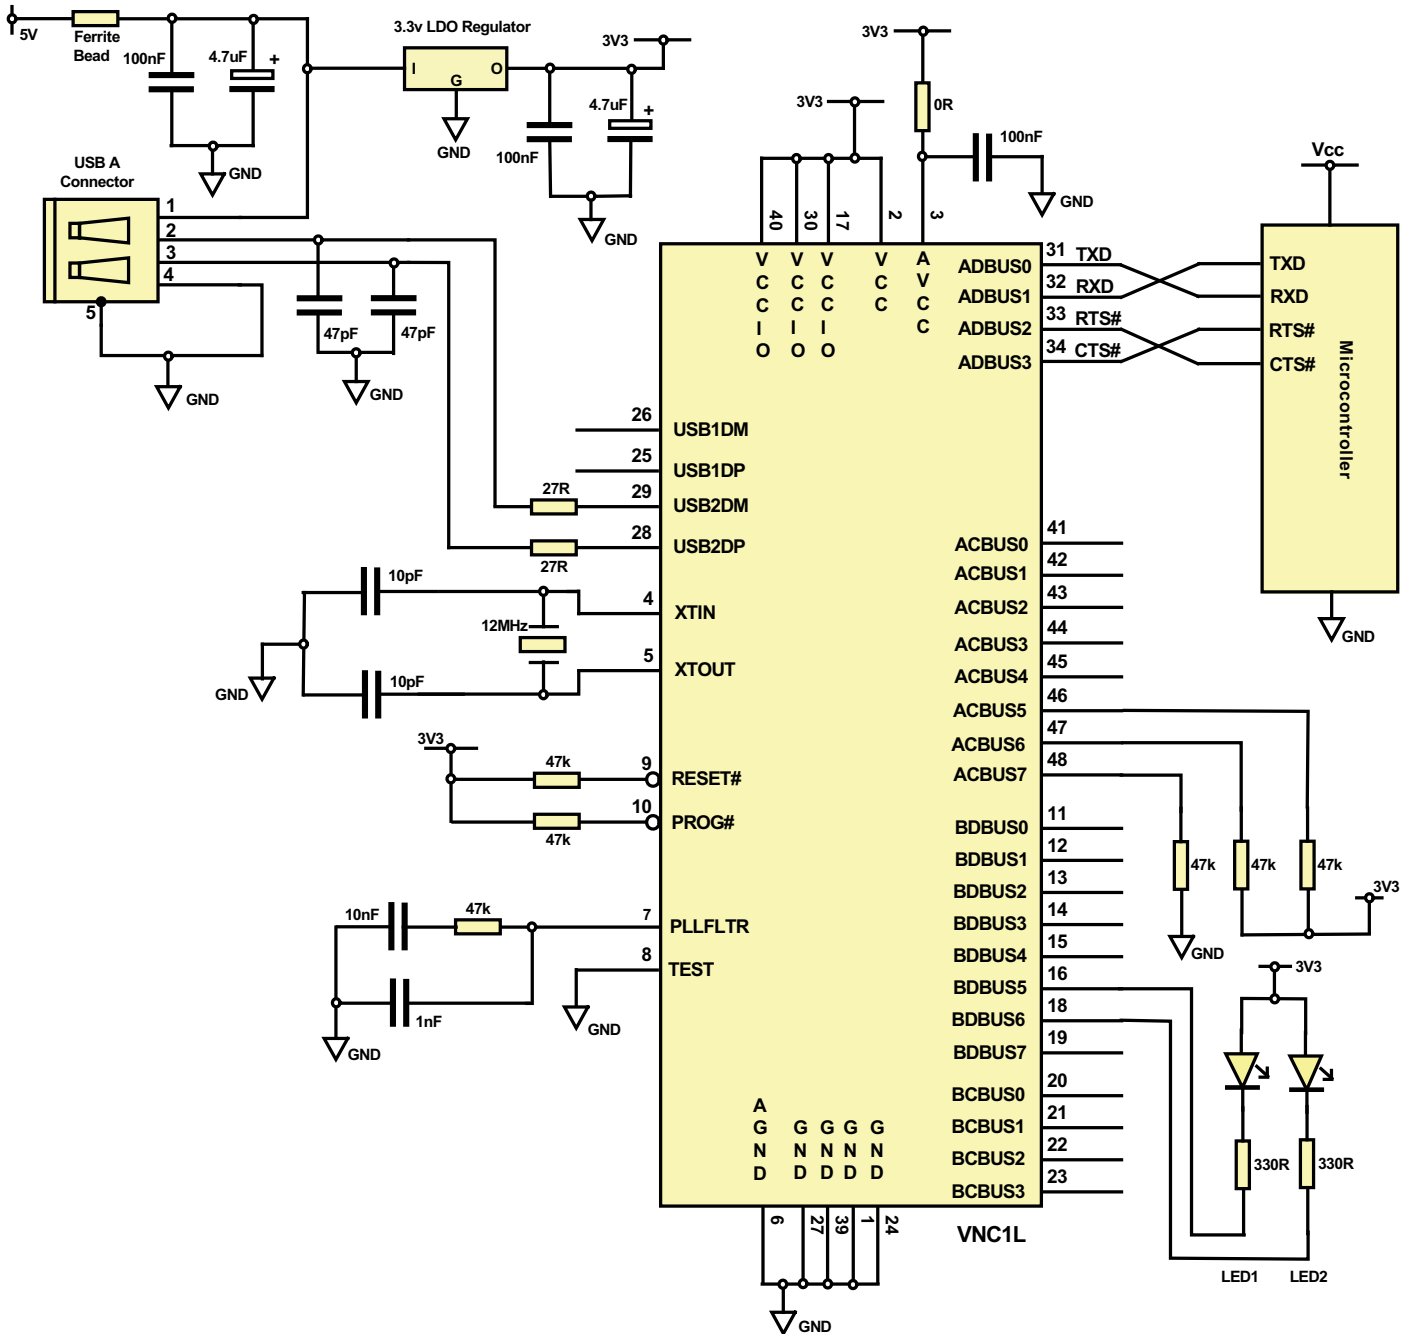 5V
Ferrite
Bead
100nF
4.7uF
+
3.3v LDO Regulator
I
G
O
GND
3V3
100nF
4.7uF
+
GND
GND
USB A
Connector
1
2
3
4
5
GND
47pF
47pF
GND
3V3
0R
100nF
GND
3V3
40
30
17
2
3
VCCIO
VCCIO
VCCIO
VCC
AVCC
Vcc
TXD
RXD
RTS#
CTS#
Microcontroller
GND
31 TXD
ADBUS0
32 RXD
ADBUS1
33 RTS#
ADBUS2
34 CTS#
ADBUS3
26
USB1DM
25
USB1DP
27R
29
USB2DM
28
USB2DP
27R
10pF
4
XTIN
12MHz
5
XTOUT
10pF
GND
3V3
47k
9
RESET#
10
PROG#
47k
10nF
47k
7
PLLFLTR
8
TEST
1nF
GND
GND
41
ACBUS0
42
ACBUS1
43
ACBUS2
44
ACBUS3
45
ACBUS4
46
ACBUS5
47
ACBUS6
48
ACBUS7
11
BDBUS0
12
BDBUS1
13
BDBUS2
14
BDBUS3
15
BDBUS4
16
BDBUS5
18
BDBUS6
19
BDBUS7
20
BCBUS0
21
BCBUS1
22
BCBUS2
23
BCBUS3
47k
47k
47k
3V3
GND
3V3
330R
330R
LED1
LED2
AGND
GND
GND
GND
GND
6
27
39
1
24
VNC1L
GND